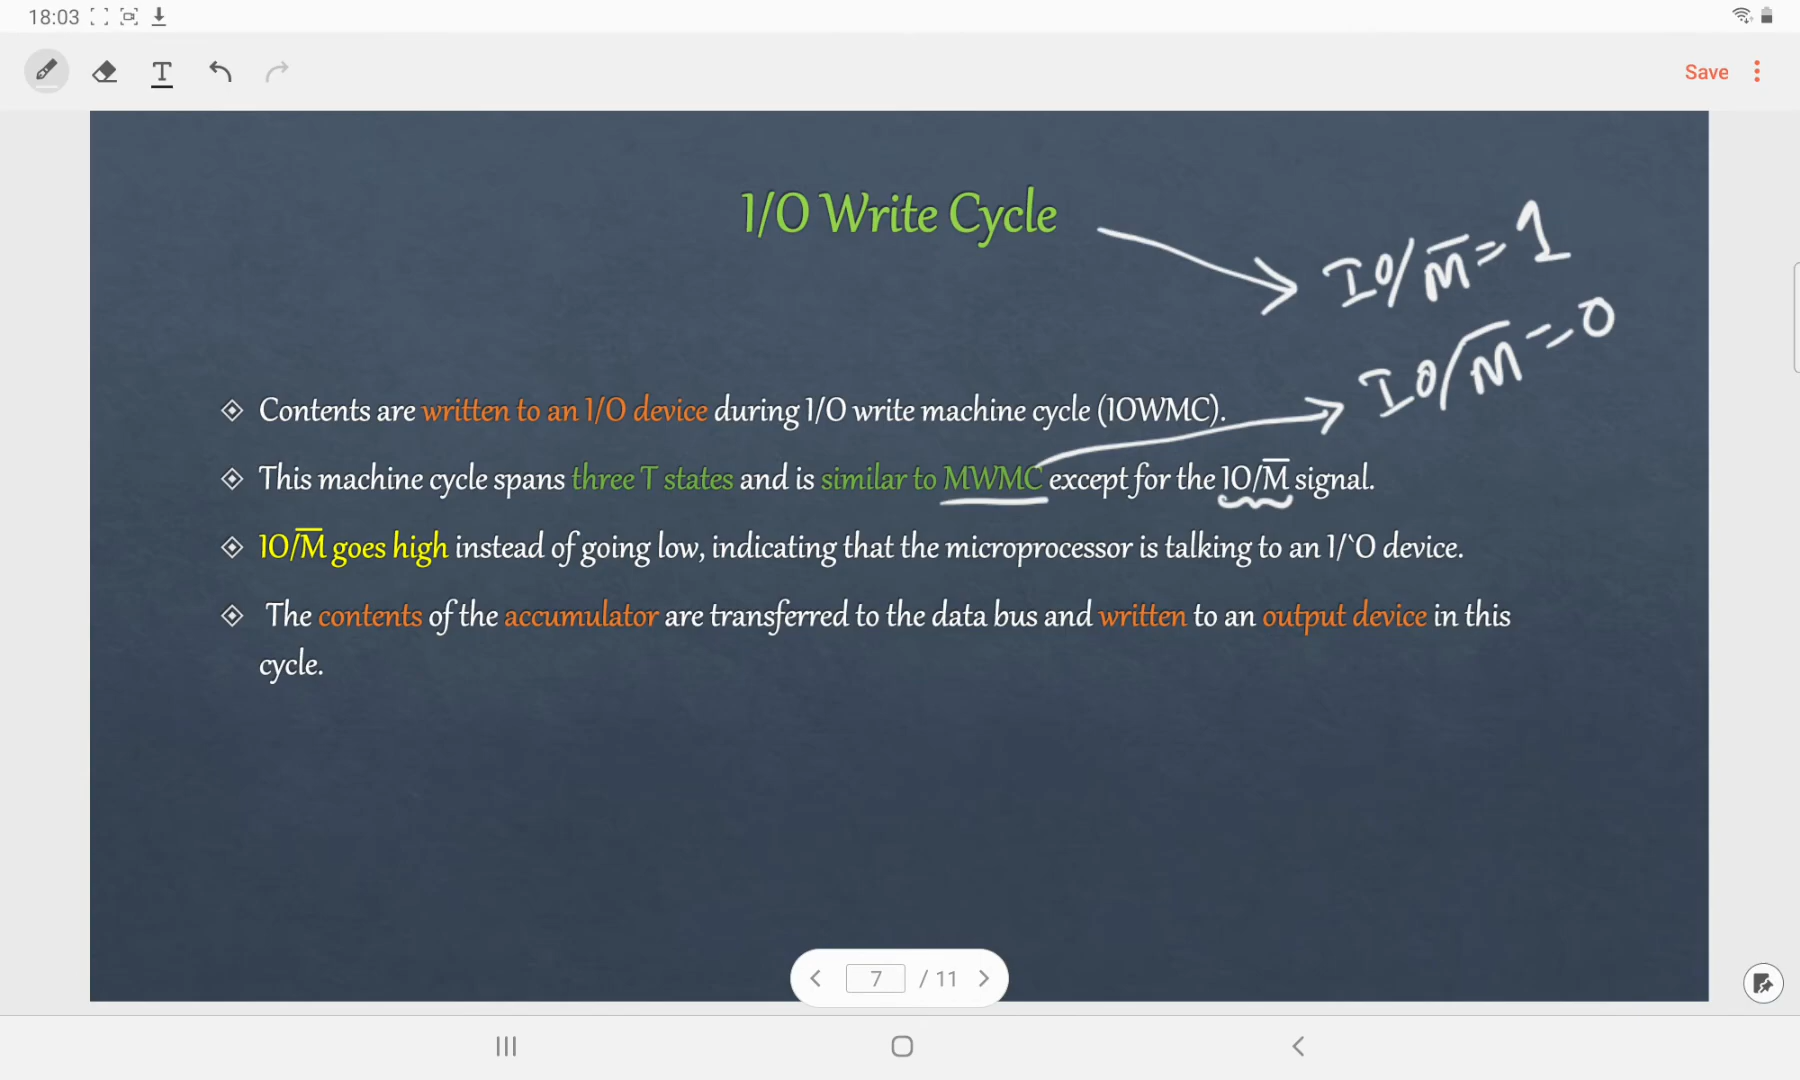 18:03
T
Save
I/O Write Cycle
IO/M̅ = 1
IO/M̅ = 0
Contents are written to an I/O device during I/O write machine cycle (IOWMC).
This machine cycle spans three T states and is similar to MWMC except for the IO/M̅ signal.
IO/M̅ goes high instead of going low, indicating that the microprocessor is talking to an I/`O device.
The contents of the accumulator are transferred to the data bus and written to an output device in this
cycle.
7 / 11